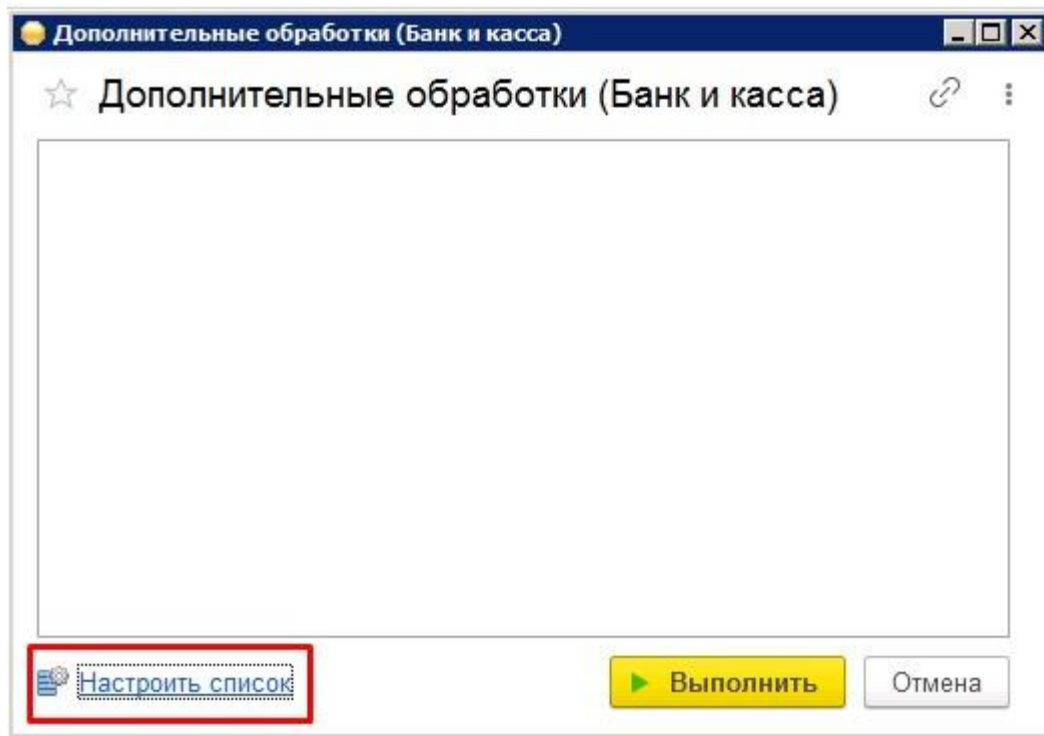 Дополнительные обработки (Банк и касса)
Дополнительные обработки (Банк и касса)
Настроить список
Выполнить
Отмена